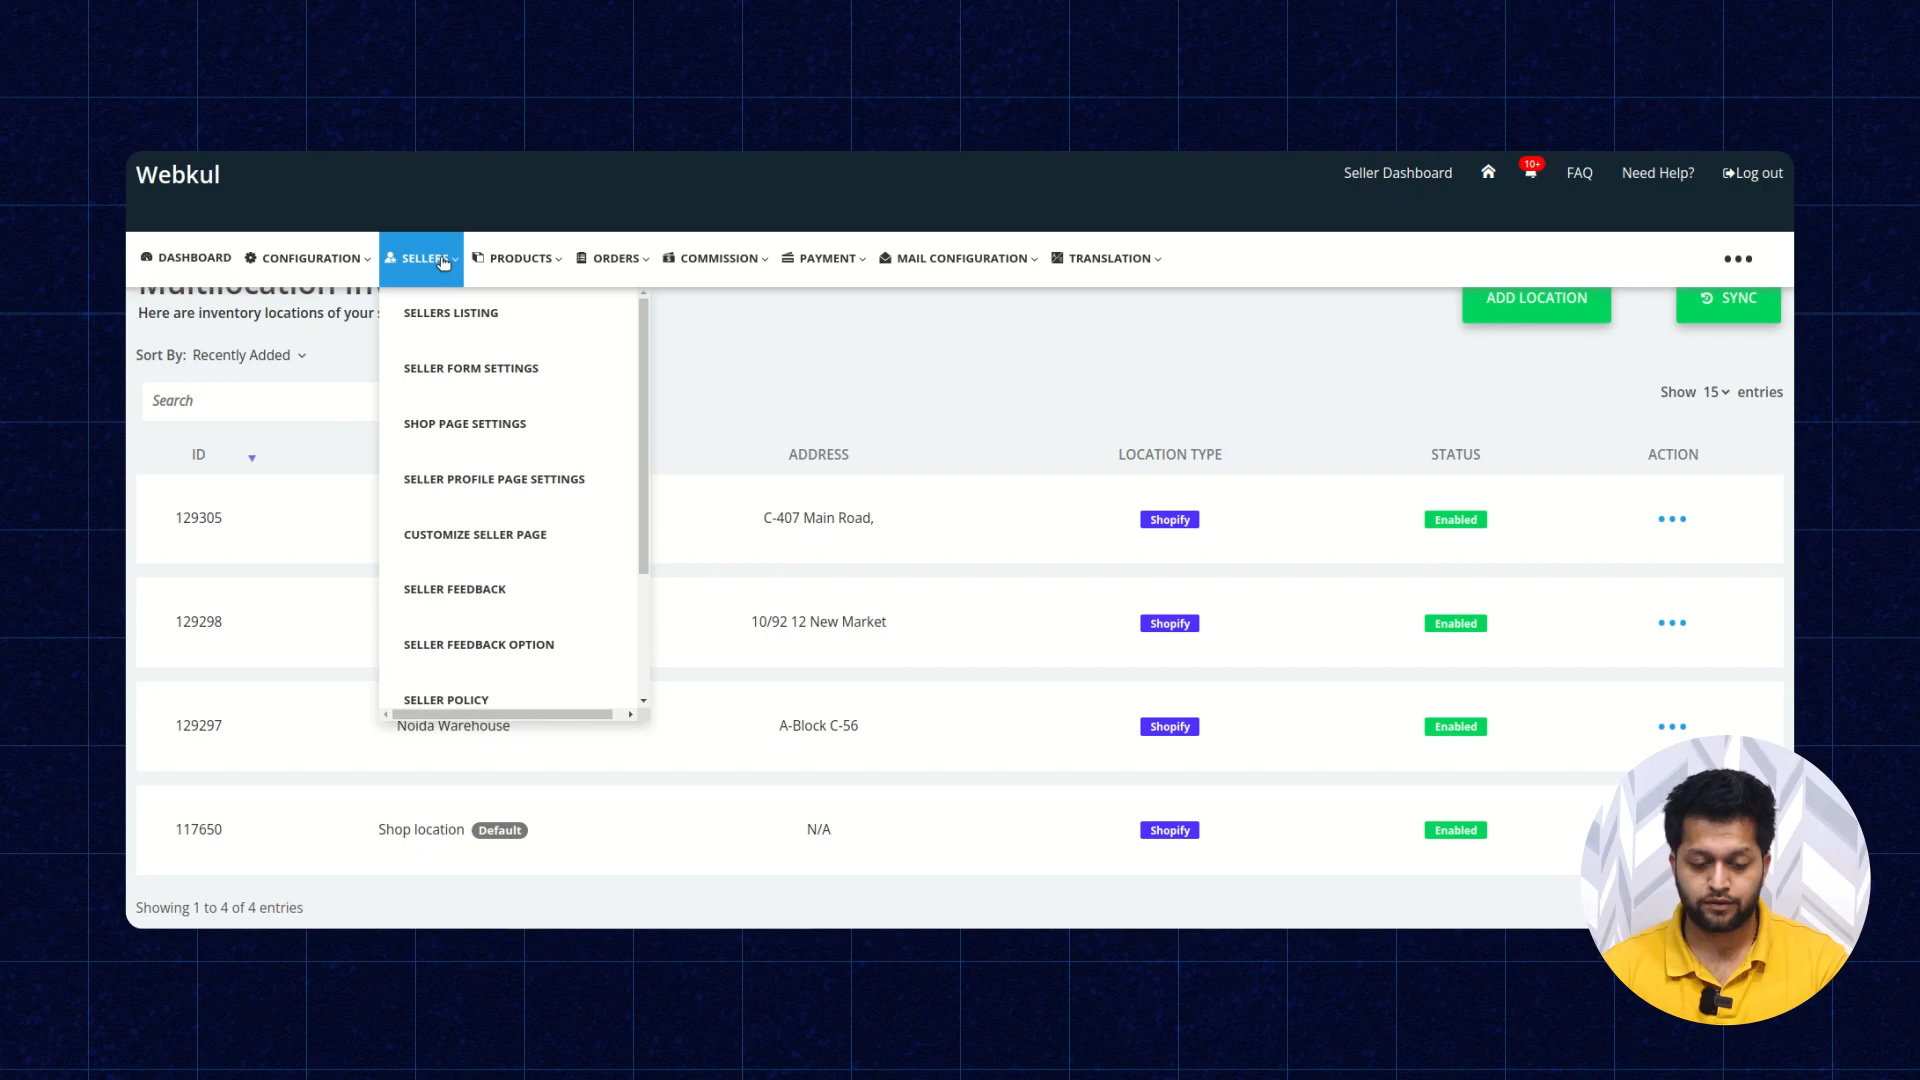 Webkul
Seller Dashboard 10+ FAQ Need Help? Log out
DASHBOARD CONFIGURATION SELLERS PRODUCTS ORDERS COMMISSION PAYMENT MAIL CONFIGURATION TRANSLATION
Here are inventory locations of your
ADD LOCATION SYNC
Sort By: Recently Added
Search
Show 15 entries
SELLERS LISTING
SELLER FORM SETTINGS
SHOP PAGE SETTINGS
SELLER PROFILE PAGE SETTINGS
CUSTOMIZE SELLER PAGE
SELLER FEEDBACK
SELLER FEEDBACK OPTION
SELLER POLICY
ID ADDRESS LOCATION TYPE STATUS ACTION
129305 C-407 Main Road, Shopify Enabled
129298 10/92 12 New Market Shopify Enabled
129297 Noida Warehouse A-Block C-56 Shopify Enabled
117650 Shop location Default N/A Shopify Enabled
Showing 1 to 4 of 4 entries